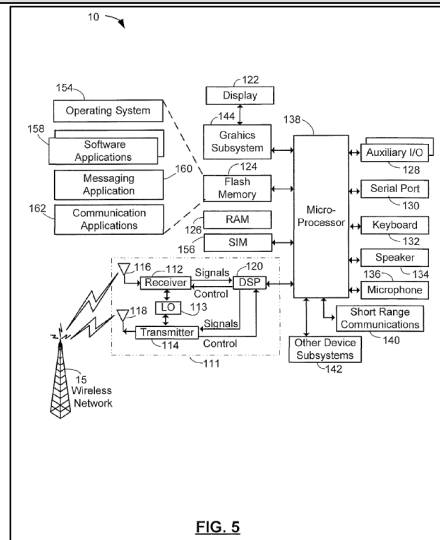 10
154
Operating System
158
Software
Applications
160
Messaging
Application
162
Communication
Applications
122
Display
144
Grahics
Subsystem
124
Flash
Memory
126
RAM
156
SIM
138
Micro-
Processor
Auxiliary I/O
128
Serial Port
130
Keyboard
132
Speaker
134
136
Microphone
Short Range
Communications
140
Other Device
Subsystems
142
116
112
Receiver
Signals
120
DSP
Control
118
LO
113
Transmitter
114
Signals
Control
111
15
Wireless
Network
FIG. 5